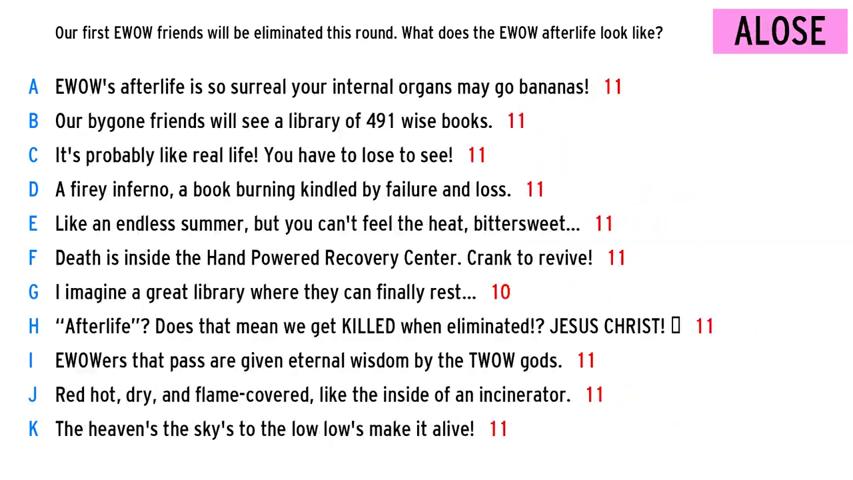 Our first EWOW friends will be eliminated this round. What does the EWOW afterlife look like?
ALOSE
A EWOW's afterlife is so surreal your internal organs may go bananas! 11
B Our bygone friends will see a library of 491 wise books. 11
C It's probably like real life! You have to lose to see! 11
D A firey inferno, a book burning kindled by failure and loss. 11
E Like an endless summer, but you can't feel the heat, bittersweet... 11
F Death is inside the Hand Powered Recovery Center. Crank to revive! 11
G I imagine a great library where they can finally rest... 10
H “Afterlife”? Does that mean we get KILLED when eliminated!? JESUS CHRIST! ▯ 11
I EWOWers that pass are given eternal wisdom by the TWOW gods. 11
J Red hot, dry, and flame-covered, like the inside of an incinerator. 11
K The heaven's the sky's to the low low's make it alive! 11